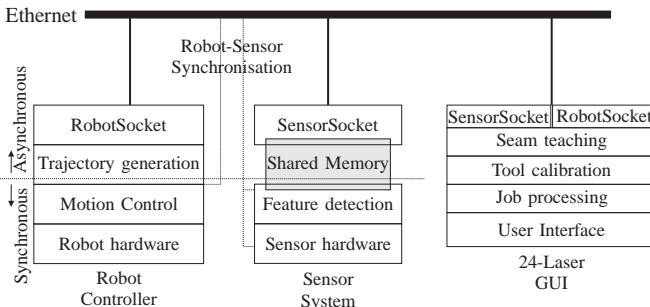 Ethernet
Robot-Sensor
Synchronisation
Asynchronous
Synchronous
RobotSocket
Trajectory generation
Motion Control
Robot hardware
Robot
Controller
SensorSocket
Shared Memory
Feature detection
Sensor hardware
Sensor
System
SensorSocket RobotSocket
Seam teaching
Tool calibration
Job processing
User Interface
24-Laser
GUI